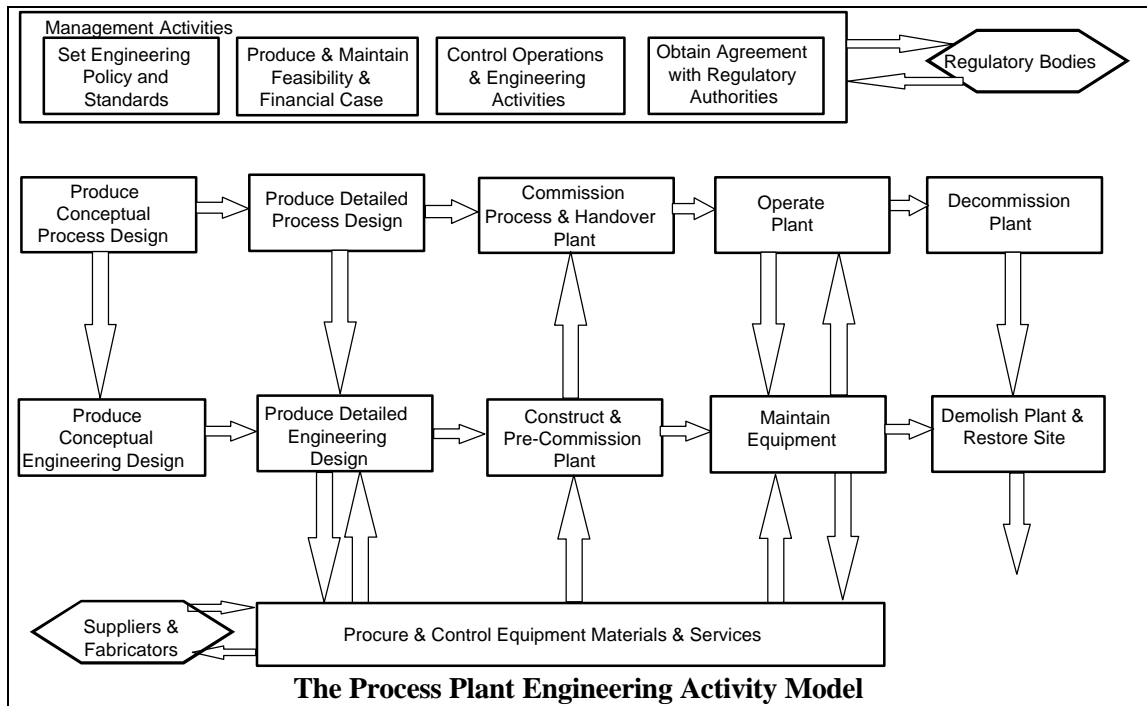 Management Activities
Set Engineering
Policy and
Standards
Produce & Maintain
Feasibility &
Financial Case
Control Operations
& Engineering
Activities
Obtain Agreement
with Regulatory
Authorities
Regulatory Bodies
Produce
Conceptual
Process Design
Produce Detailed
Process Design
Commission
Process & Handover
Plant
Operate
Plant
Decommission
Plant
Produce
Conceptual
Engineering Design
Produce Detailed
Engineering
Design
Construct &
Pre-Commission
Plant
Maintain
Equipment
Demolish Plant &
Restore Site
Suppliers &
Fabricators
Procure & Control Equipment Materials & Services
The Process Plant Engineering Activity Model